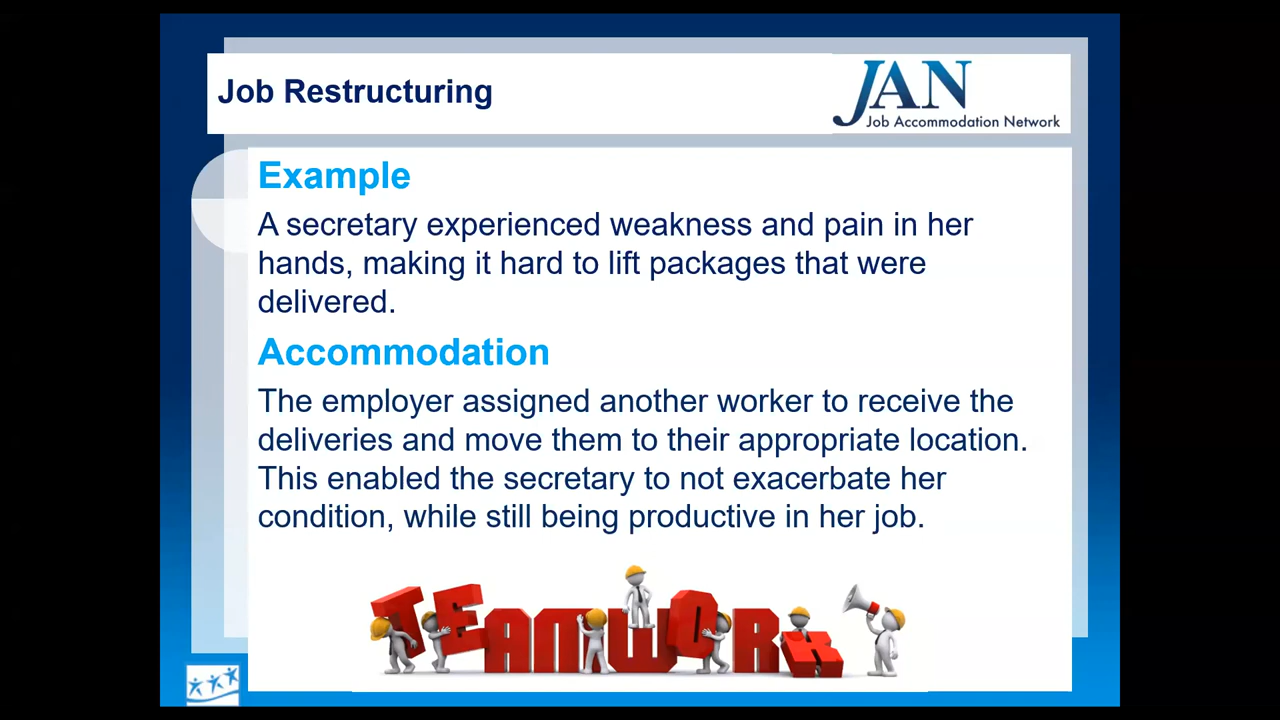 Job Restructuring
JAN
Job Accommodation Network
Example
A secretary experienced weakness and pain in her
hands, making it hard to lift packages that were
delivered.
Accommodation
The employer assigned another worker to receive the
deliveries and move them to their appropriate location.
This enabled the secretary to not exacerbate her
condition, while still being productive in her job.
TEAMWORK